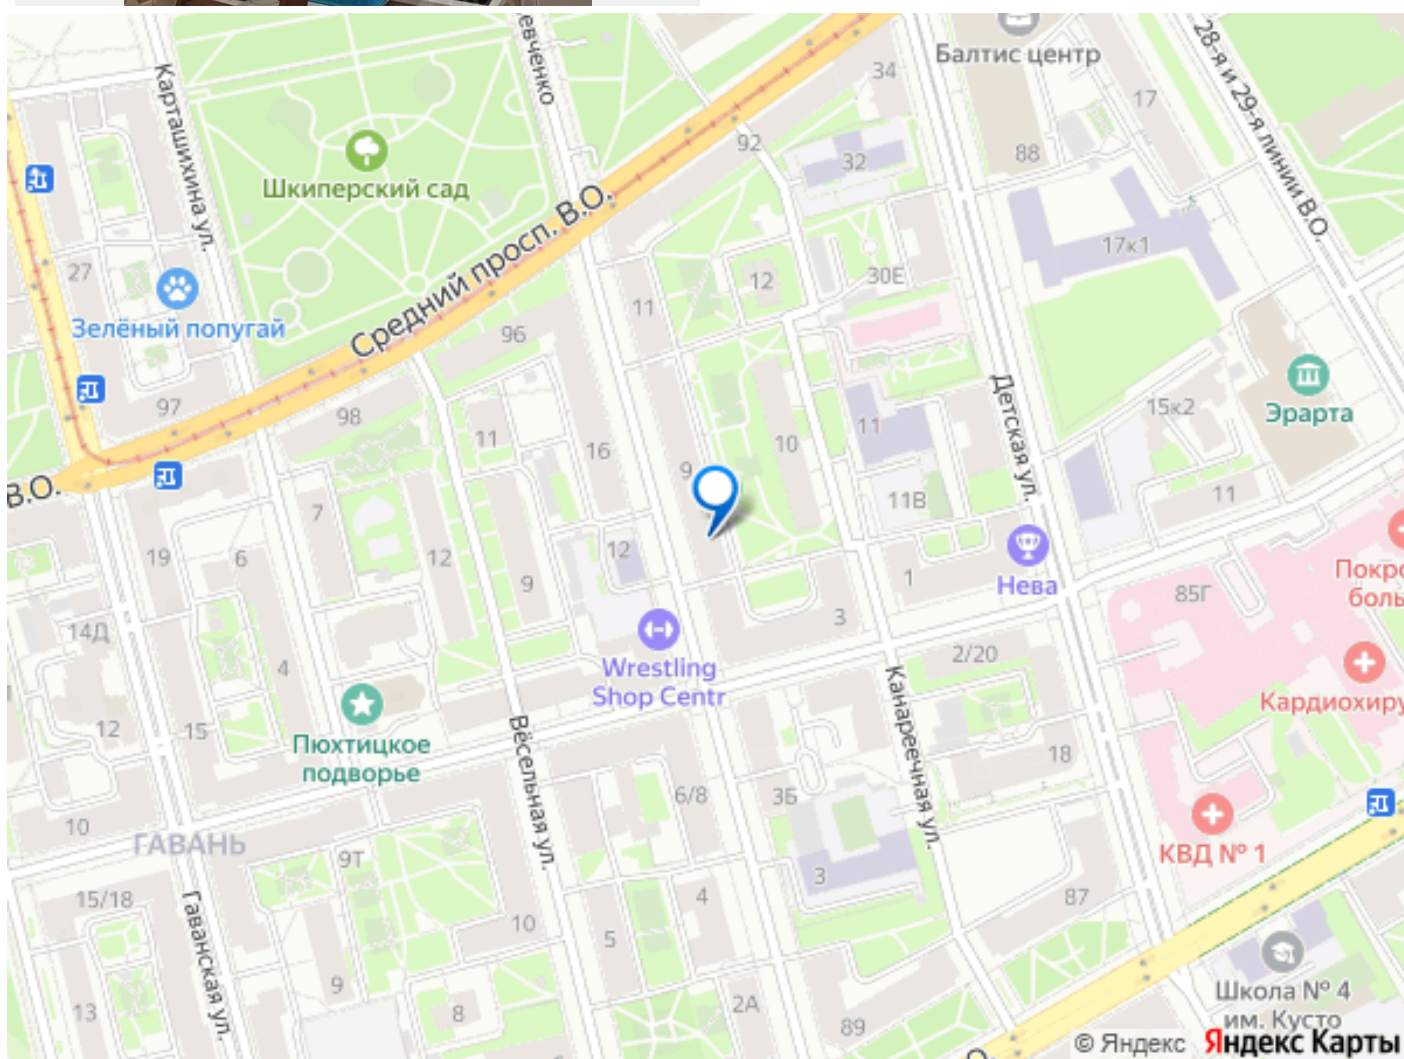 евченко
Балтис центр
28-я и 29-я линии В.О.
Карташихина ул.
34
17
92
88
32
Шкиперский сад
Средний просп. В.О.
17к1
27
12
30Е
11
Зелёный попугай
96
Детская ул.
Эрарта
97
98
15к2
11
16
10
11
9
В.О.
11В
11
7
19
6
12
12
9
Нева
1
Покро
боль
85Г
14Д
3
Wrestling
Shop Centr
2/20
4
Кардиохиру
12
15
Пюхтицкое
подворье
Вёсельная ул.
Канареечная ул.
18
6/8
3Б
10
ГАВАНЬ
9Т
КВД № 1
3
15/18
4
87
Гаванская ул.
10
5
9
13
8
2А
89
Школа № 4
им. Кусто
О.
© Яндекс Яндекс Карты